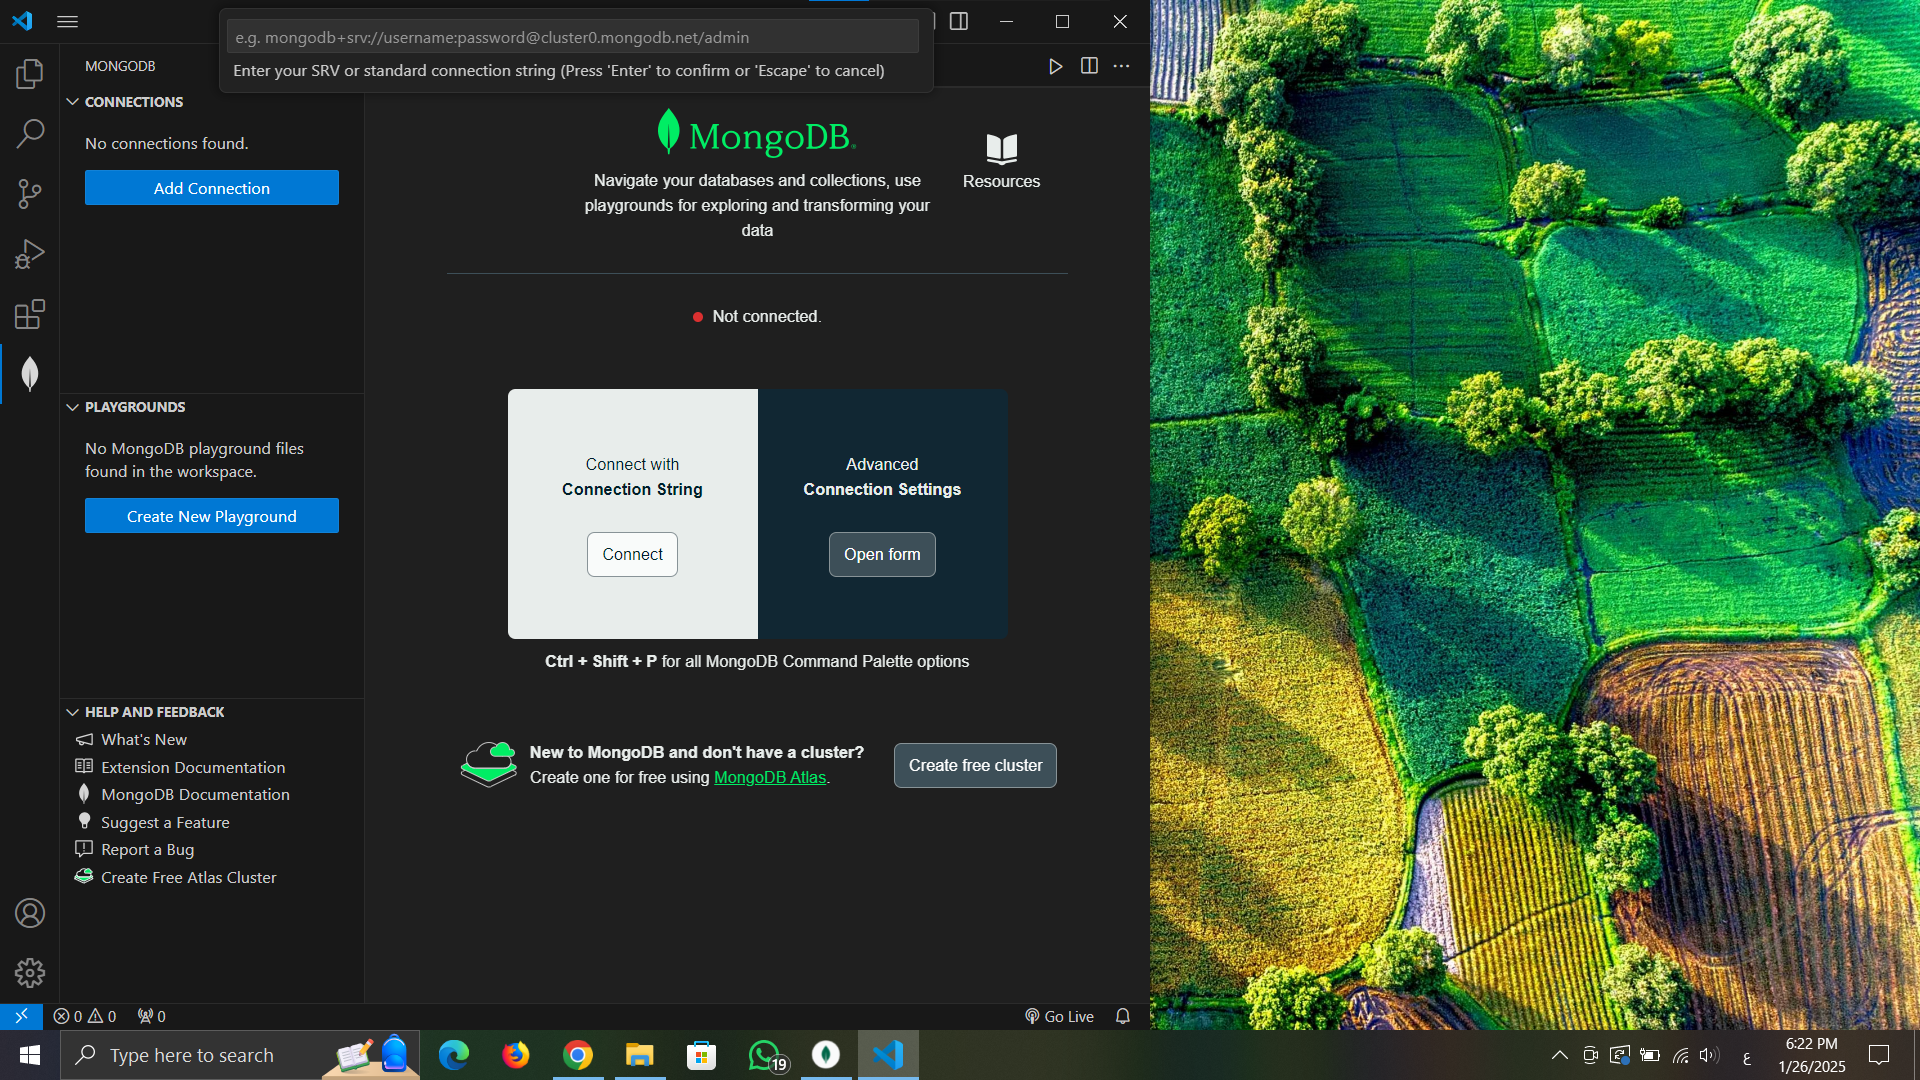 e.g. mongodb+srv://username:password@cluster0.mongodb.net/admin
Enter your SRV or standard connection string (Press 'Enter' to confirm or 'Escape' to cancel)
MONGODB
CONNECTIONS
No connections found.
Add Connection
MongoDB®
Navigate your databases and collections, use
playgrounds for exploring and transforming your
data
Resources
Not connected.
PLAYGROUNDS
No MongoDB playground files
found in the workspace.
Create New Playground
Connect with
Connection String
Connect
Advanced
Connection Settings
Open form
Ctrl + Shift + P for all MongoDB Command Palette options
HELP AND FEEDBACK
What's New
Extension Documentation
MongoDB Documentation
Suggest a Feature
Report a Bug
Create Free Atlas Cluster
New to MongoDB and don't have a cluster?
Create one for free using MongoDB Atlas.
Create free cluster
0 0 0
Go Live
Type here to search
19
ع
6:22 PM
1/26/2025